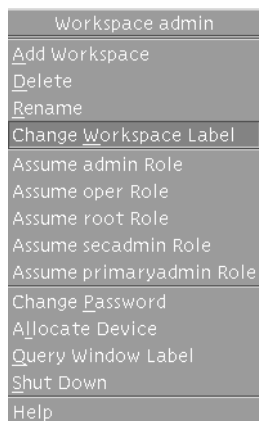 Workspace admin
Add Workspace
Delete
Rename
Change Workspace Label
Assume admin Role
Assume oper Role
Assume root Role
Assume secadmin Role
Assume primaryadmin Role
Change Password
Allocate Device
Query Window Label
Shut Down
Help